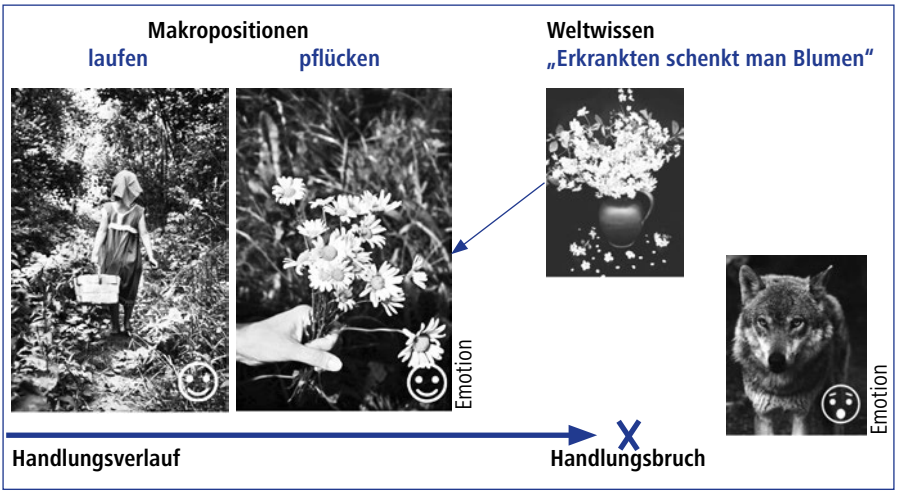 Makropositionen
laufen
pflücken
Weltwissen
„Erkrankten schenkt man Blumen“
Emotion
Emotion
Handlungsverlauf
X
Handlungsbruch